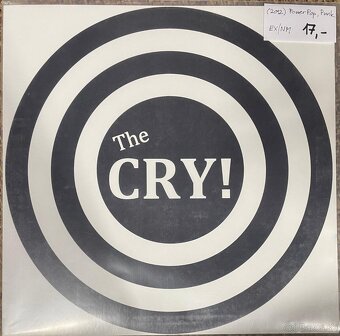 (2012) Power Pop, Punk
EX/NM 17,-
The
CRY!